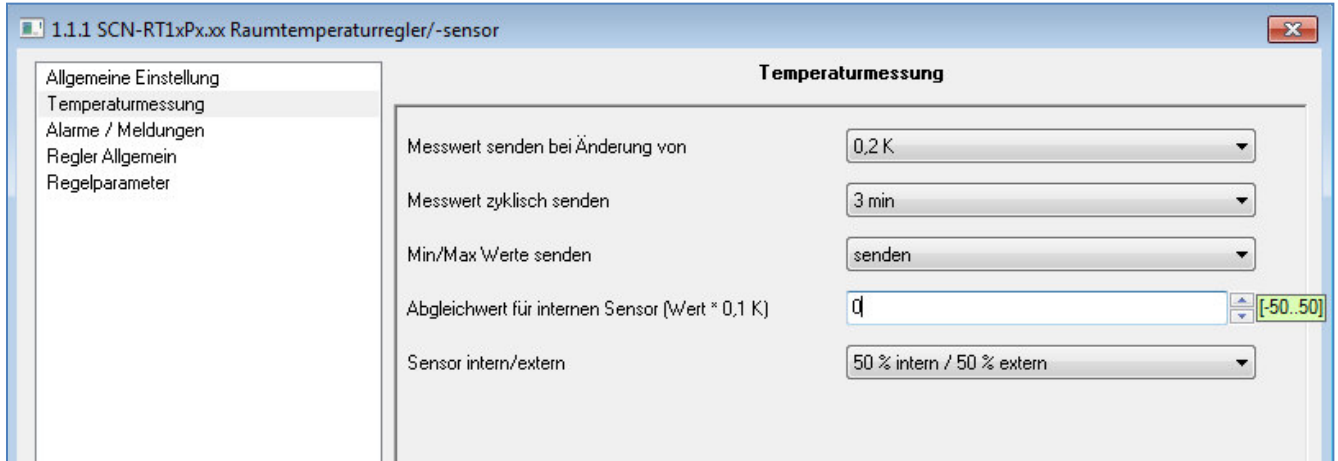 1.1.1 SCN-RT1xPx.xx Raumtemperaturregler/-sensor
Allgemeine Einstellung
Temperaturmessung
Alarme / Meldungen
Regler Allgemein
Regelparameter
Temperaturmessung
Messwert senden bei Änderung von 0,2 K
Messwert zyklisch senden 3 min
Min/Max Werte senden senden
Abgleichwert für internen Sensor (Wert * 0,1 K) 0 [-50..50]
Sensor intern/extern 50 % intern / 50 % extern